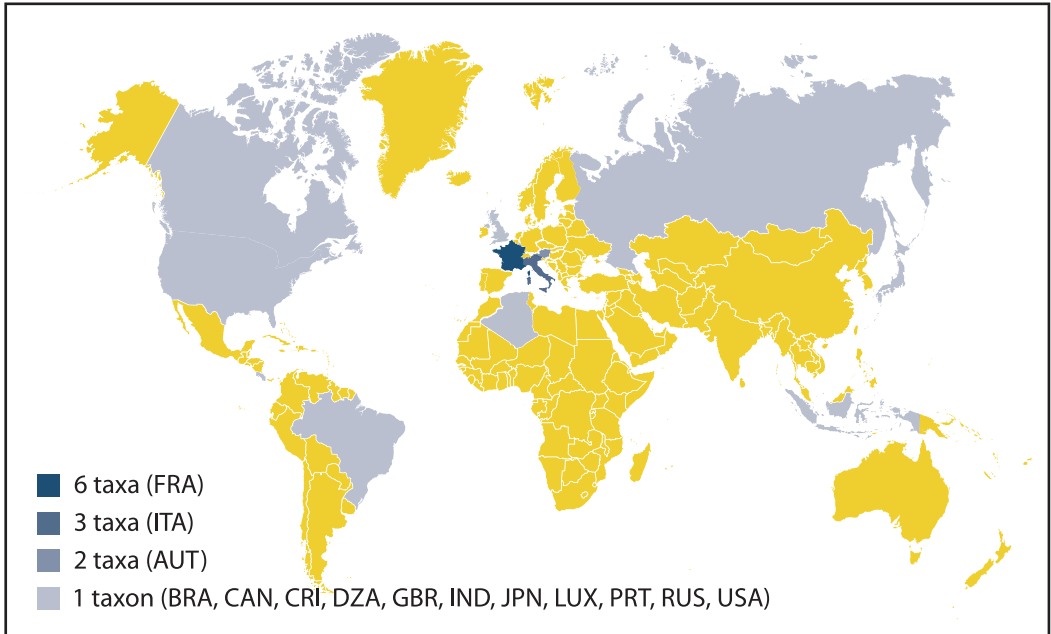 6 taxa (FRA)
3 taxa (ITA)
2 taxa (AUT)
1 taxon (BRA, CAN, CRI, DZA, GBR, IND, JPN, LUX, PRT, RUS, USA)